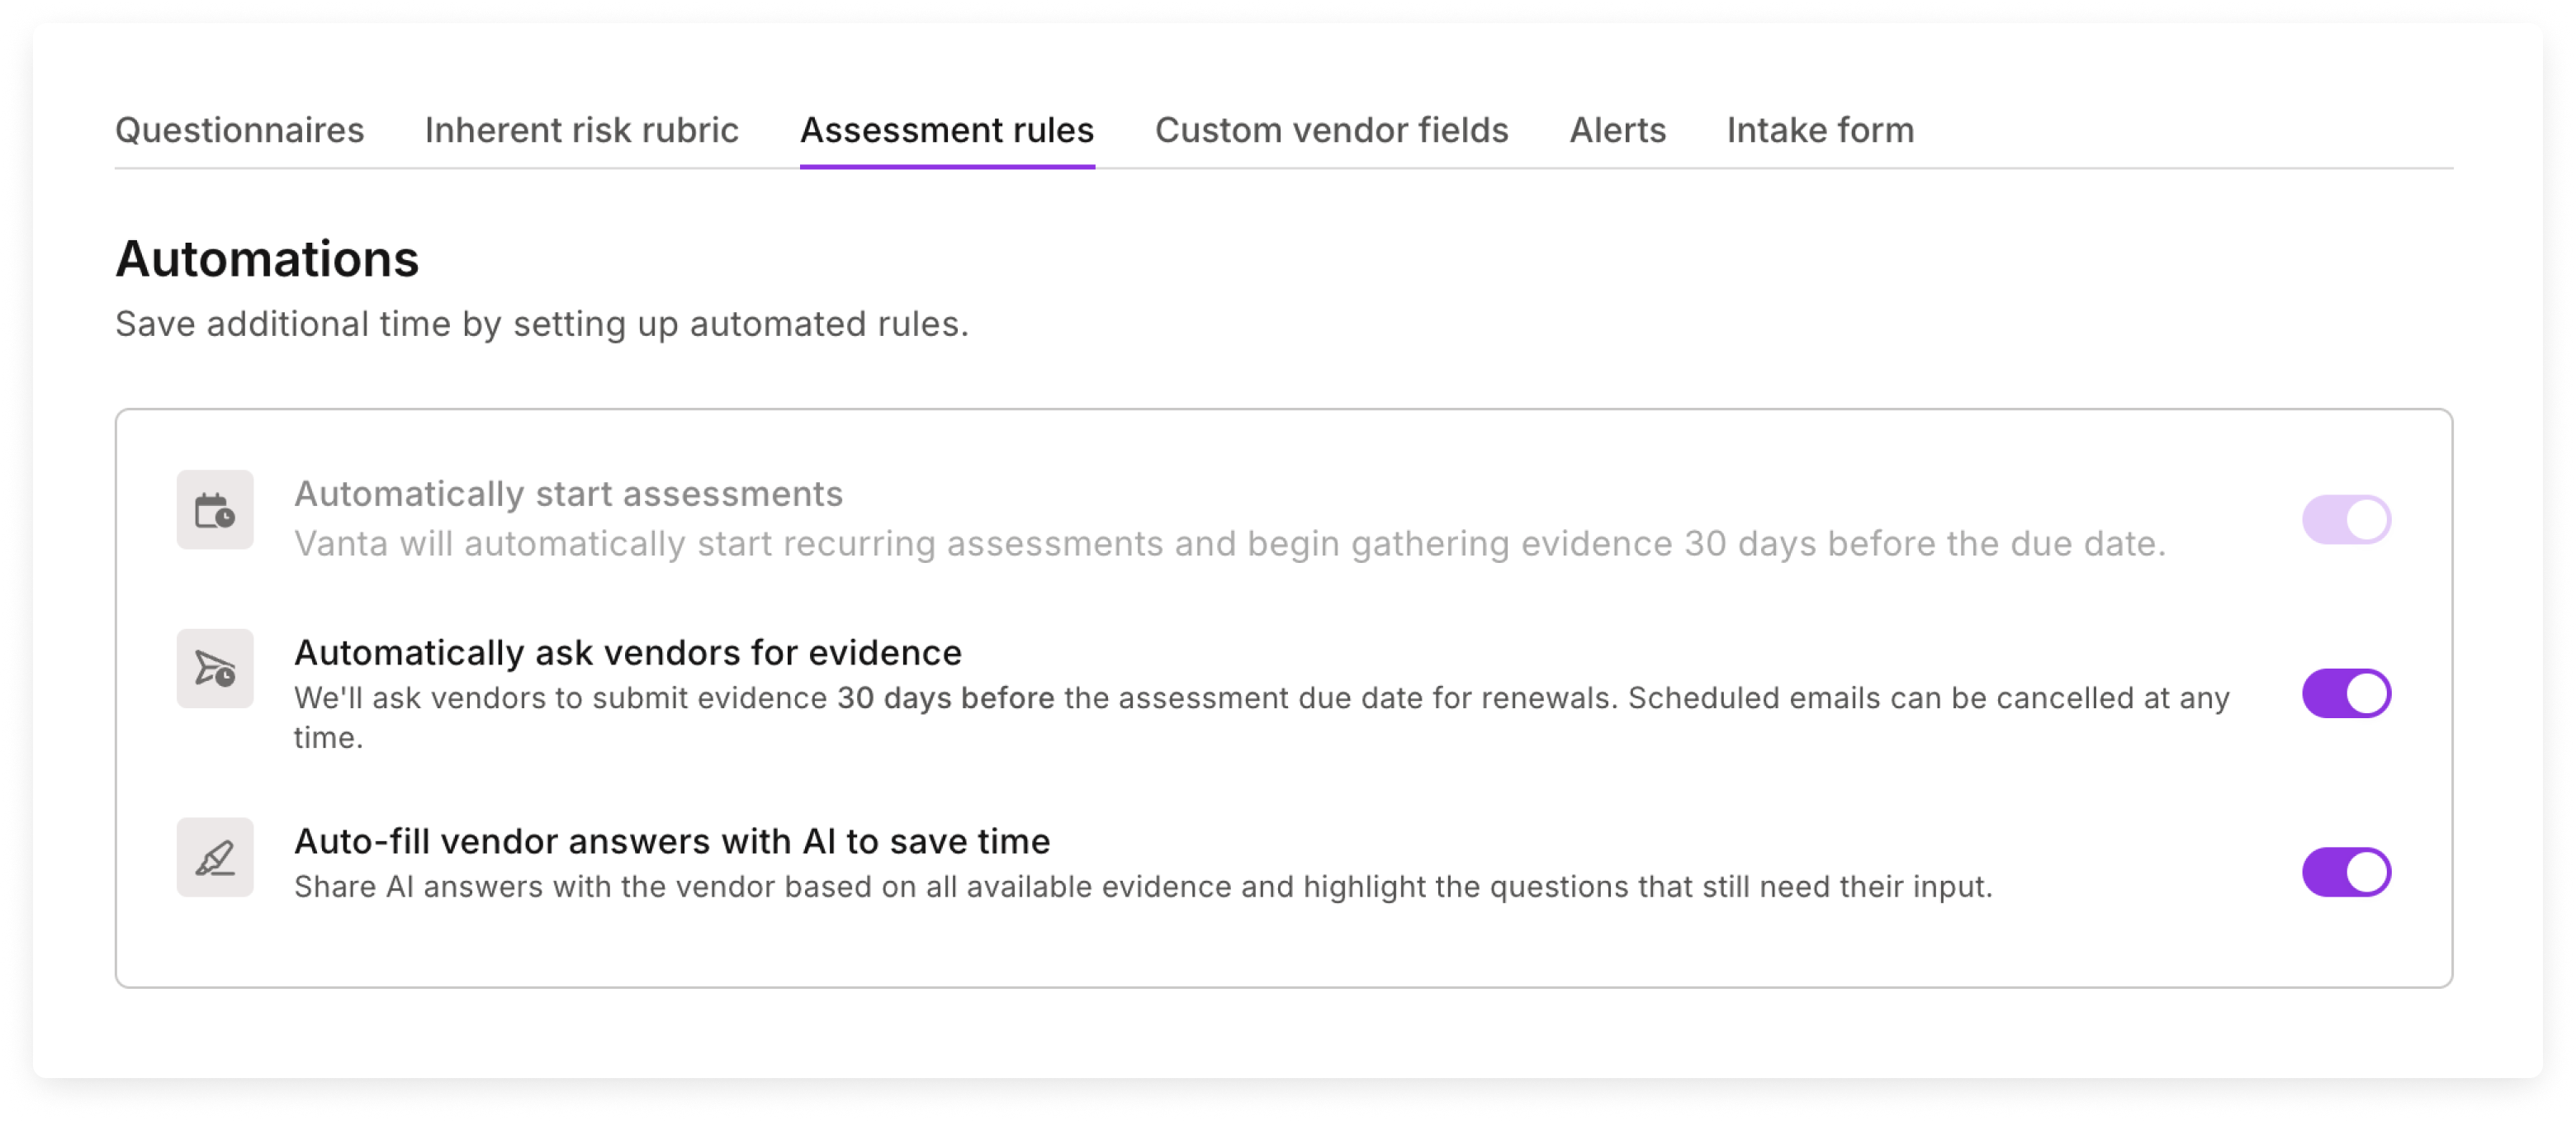 Questionnaires Inherent risk rubric Assessment rules Custom vendor fields Alerts Intake form
Automations
Save additional time by setting up automated rules.
Automatically start assessments
Vanta will automatically start recurring assessments and begin gathering evidence 30 days before the due date.
Automatically ask vendors for evidence
We'll ask vendors to submit evidence 30 days before the assessment due date for renewals. Scheduled emails can be cancelled at any
time.
Auto-fill vendor answers with AI to save time
Share AI answers with the vendor based on all available evidence and highlight the questions that still need their input.